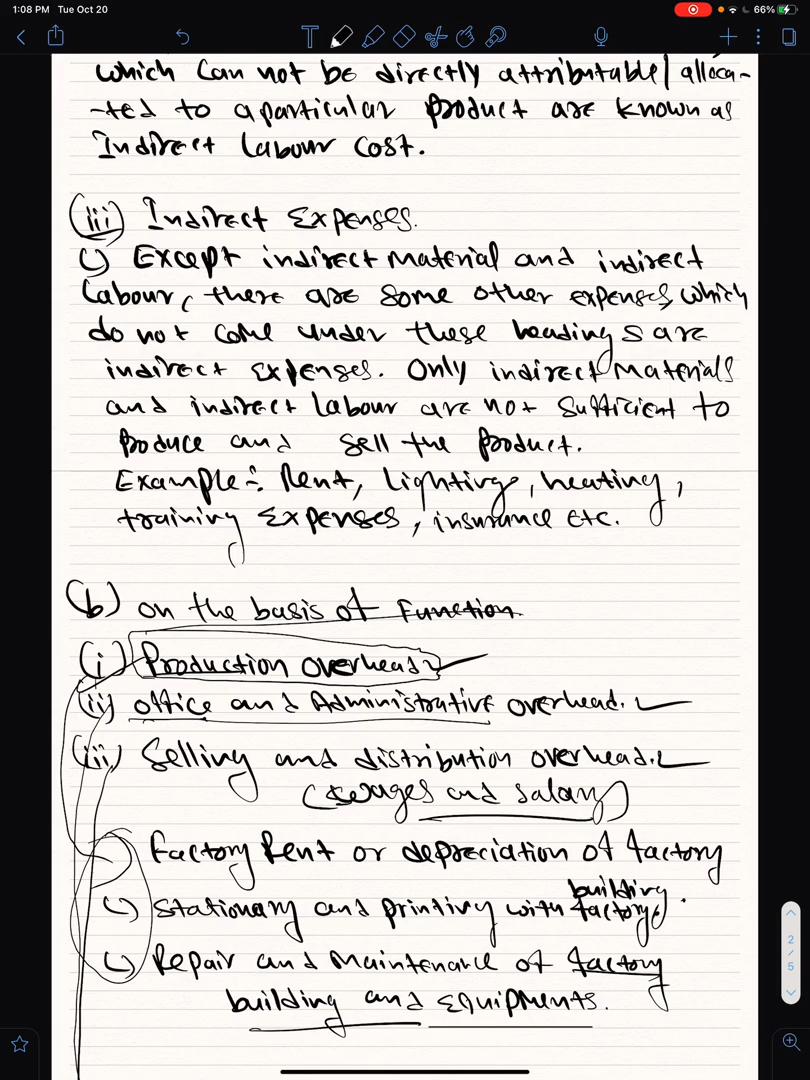 1:08 PM Tue Oct 20
66%
which can not be directly attributable/alloca-
-ted to a particular product are known as
Indirect Labour cost.
(iii) Indirect Expenses.
Except indirect material and indirect
Labour, there are some other expenses, which
do not come under these headings are
indirect expenses. Only indirect materials
and indirect labour are not sufficient to
produce and sell the product.
Example:- Rent, lighting, heating,
training expenses, insurance etc.
(b) on the basis of Function
(i) Production overhead
(ii) office and Administrative overhead.
(iii) Selling and distribution overhead.
(wages and salary)
Factory Rent or depreciation of factory
building.
Stationary and printing with factory.
Repair and Maintenance of factory
building and equipments.
2
/
5